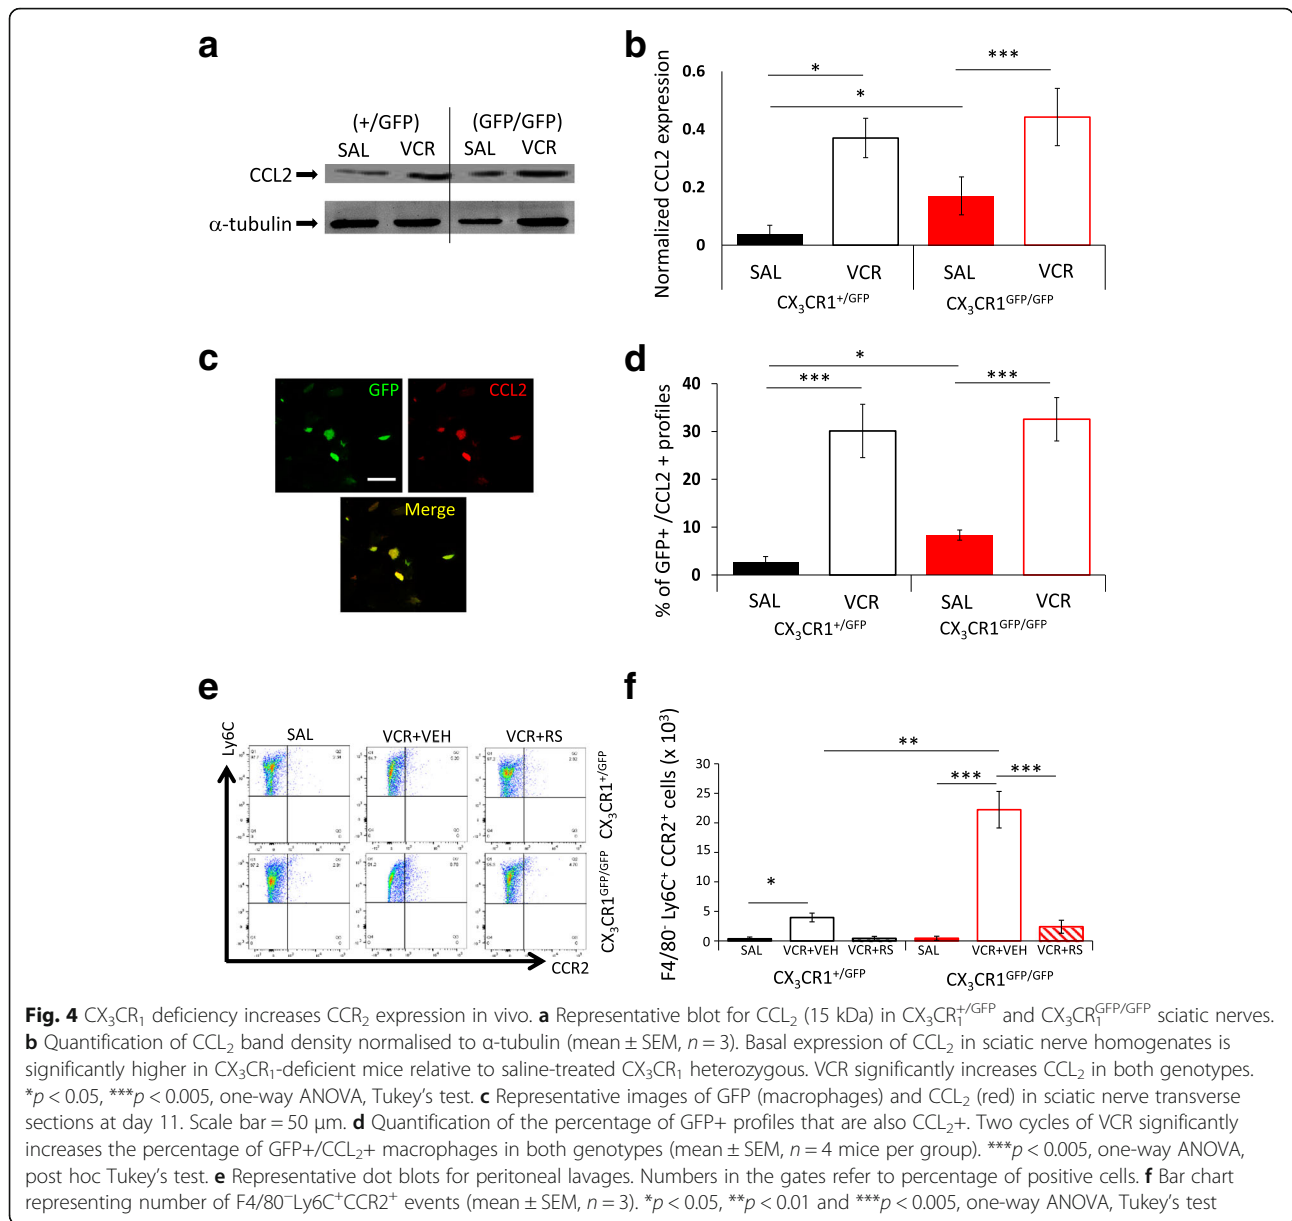 a
(+/GFP) (GFP/GFP)
SAL VCR SAL VCR
CCL2
α-tubulin
b
Normalized CCL2 expression
0.6
0.4
0.2
0
*
*
***
SAL VCR SAL VCR
CX3CR1+/GFP CX3CR1GFP/GFP
c
GFP
CCL2
Merge
d
% of GFP+ /CCL2 + profiles
40
30
20
10
0
*
***
***
SAL VCR SAL VCR
CX3CR1+/GFP CX3CR1GFP/GFP
e
Ly6C
SAL VCR+VEH VCR+RS
CX3CR1+/GFP
CX3CR1GFP/GFP
CCR2
f
F4/80- Ly6C+ CCR2+ cells (x 10³)
30
25
20
15
10
5
0
**
***
***
*
SAL VCR+VEH VCR+RS SAL VCR+VEH VCR+RS
CX3CR1+/GFP CX3CR1GFP/GFP
Fig. 4 CX3CR1 deficiency increases CCR2 expression in vivo. a Representative blot for CCL2 (15 kDa) in CX3CR1+/GFP and CX3CR1GFP/GFP sciatic nerves.
b Quantification of CCL2 band density normalised to α-tubulin (mean ± SEM, n = 3). Basal expression of CCL2 in sciatic nerve homogenates is
significantly higher in CX3CR1-deficient mice relative to saline-treated CX3CR1 heterozygous. VCR significantly increases CCL2 in both genotypes.
*p < 0.05, ***p < 0.005, one-way ANOVA, Tukey's test. c Representative images of GFP (macrophages) and CCL2 (red) in sciatic nerve transverse
sections at day 11. Scale bar = 50 μm. d Quantification of the percentage of GFP+ profiles that are also CCL2+. Two cycles of VCR significantly
increases the percentage of GFP+/CCL2+ macrophages in both genotypes (mean ± SEM, n = 4 mice per group). ***p < 0.005, one-way ANOVA,
post hoc Tukey's test. e Representative dot blots for peritoneal lavages. Numbers in the gates refer to percentage of positive cells. f Bar chart
representing number of F4/80−Ly6C+CCR2+ events (mean ± SEM, n = 3). *p < 0.05, **p < 0.01 and ***p < 0.005, one-way ANOVA, Tukey's test